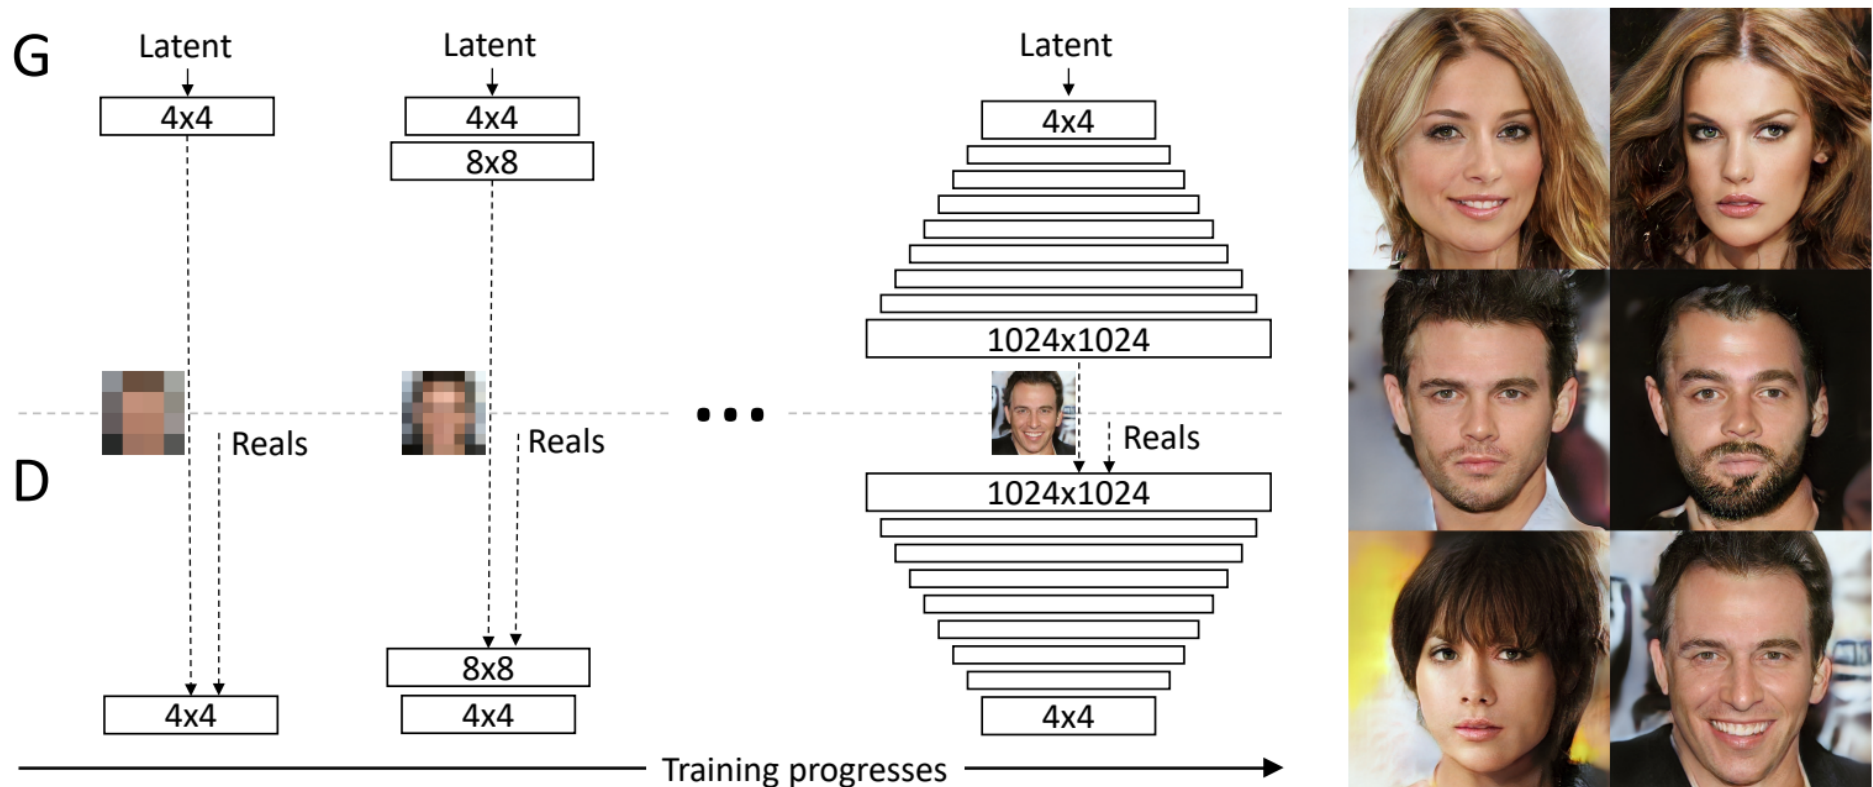 G
Latent
Latent
Latent
4x4
4x4
4x4
8x8
1024x1024
Reals
Reals
Reals
D
1024x1024
8x8
4x4
4x4
4x4
Training progresses